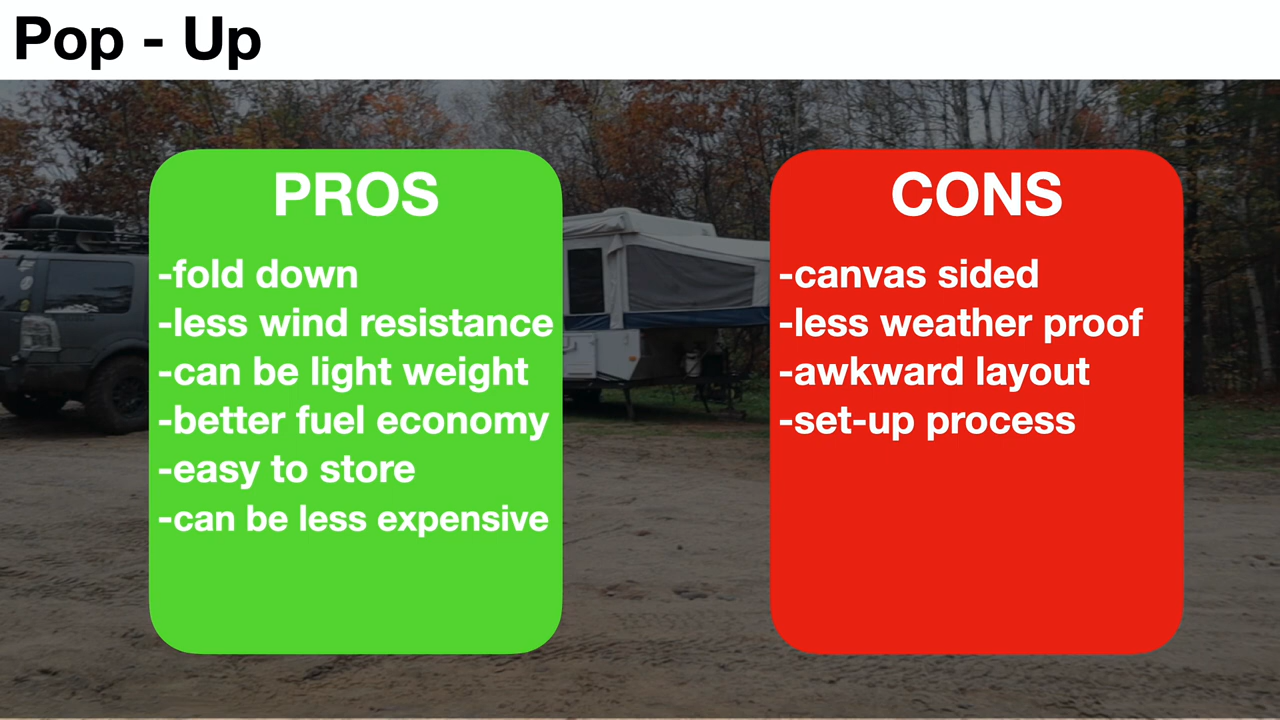 Pop - Up
PROS
-fold down
-less wind resistance
-can be light weight
-better fuel economy
-easy to store
-can be less expensive
CONS
-canvas sided
-less weather proof
-awkward layout
-set-up process